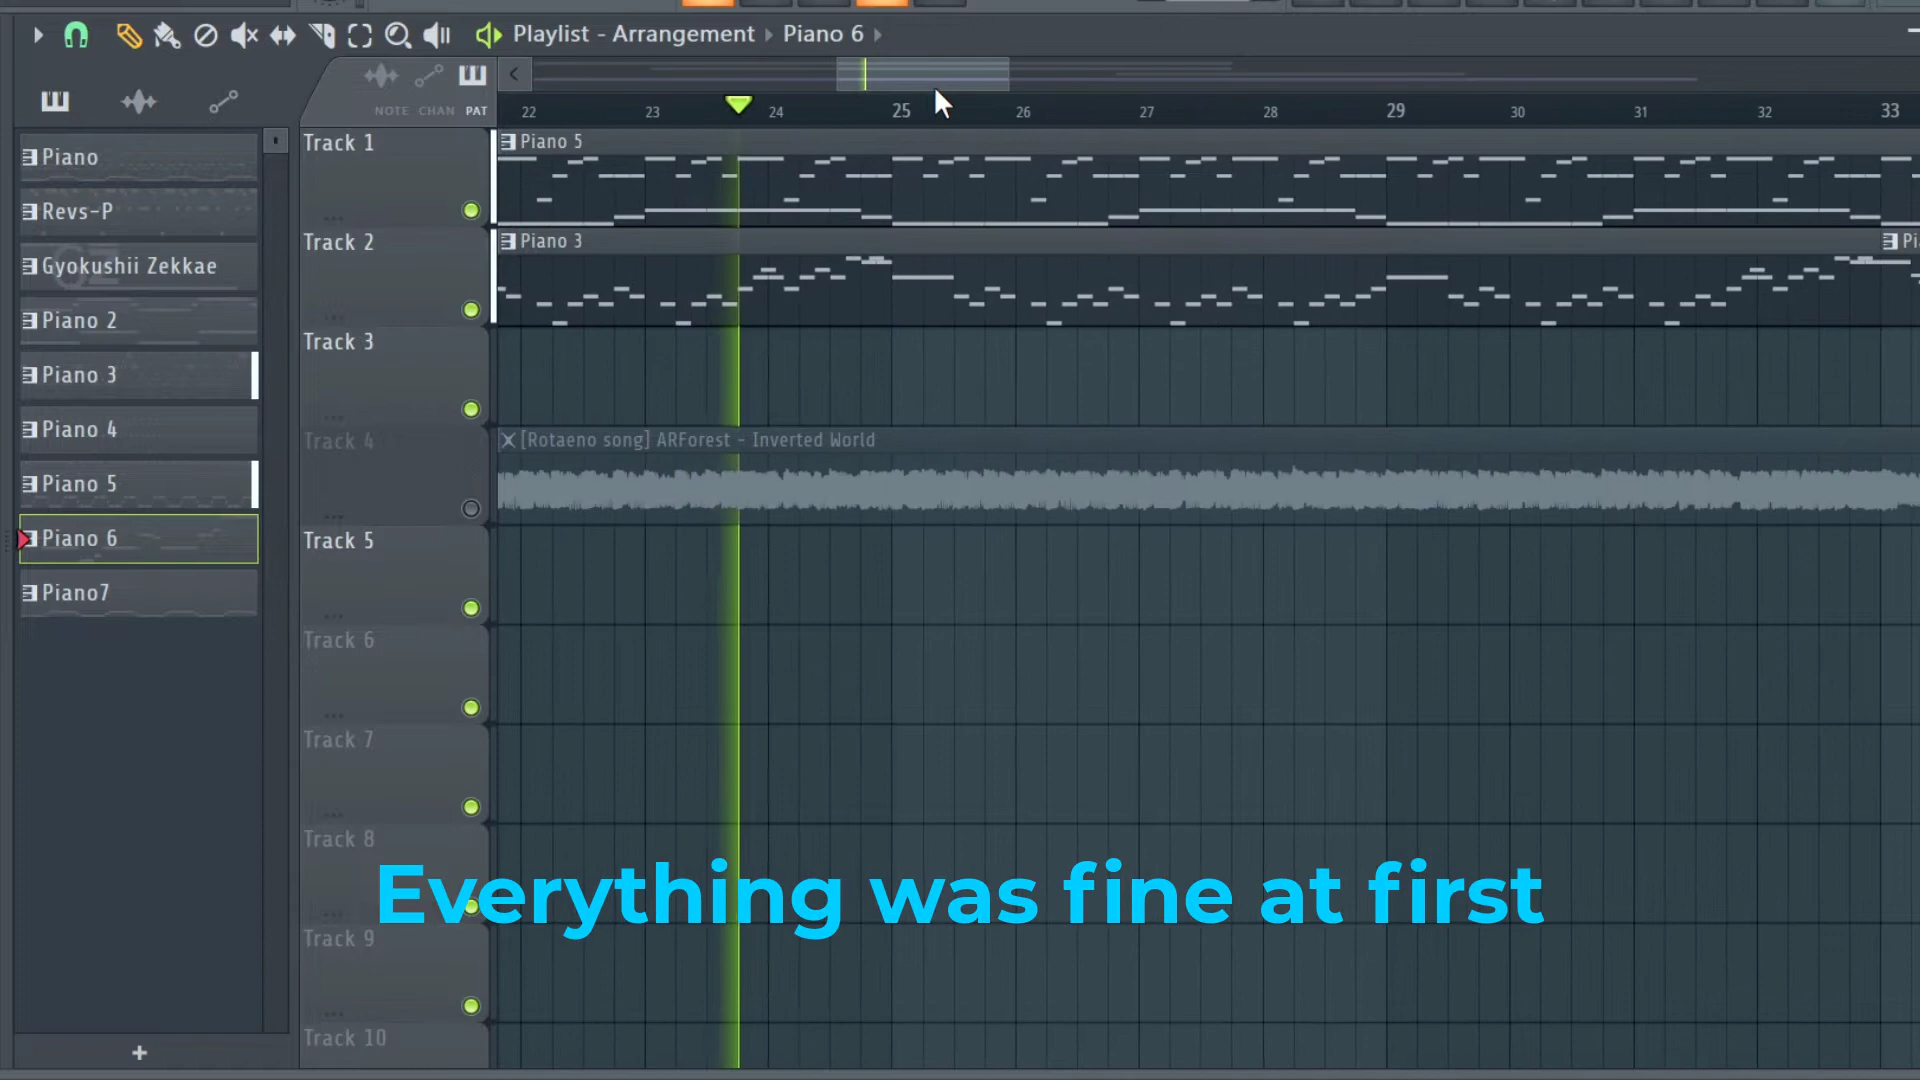 Playlist - Arrangement Piano 6
NOTE CHAN PAT
22 23 24 25 26 27 28 29 30 31 32 33
Piano
Revs-P
Gyokushii Zekkae
Piano 2
Piano 3
Piano 4
Piano 5
Piano 6
Piano7
Track 1
Piano 5
Track 2
Piano 3
Track 3
Track 4
[Rotaeno song] ARForest - Inverted World
Track 5
Track 6
Track 7
Track 8
Everything was fine at first
Track 9
Track 10